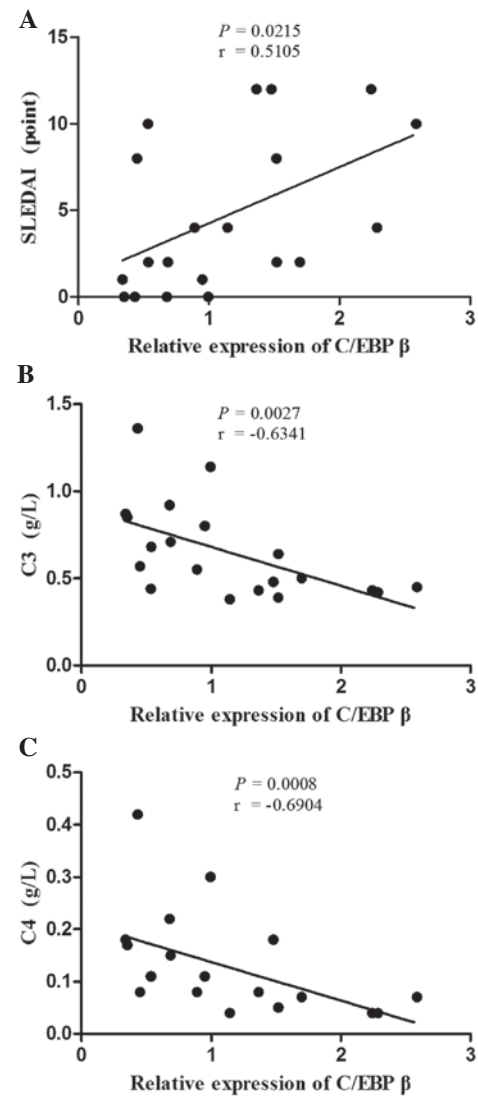 A
P = 0.0215
r = 0.5105
15
10
5
0
SLEDAI (point)
0 1 2 3
Relative expression of C/EBP β
B
P = 0.0027
r = -0.6341
1.5
1.0
0.5
0.0
C3 (g/L)
0 1 2 3
Relative expression of C/EBP β
C
P = 0.0008
r = -0.6904
0.5
0.4
0.3
0.2
0.1
0.0
C4 (g/L)
0 1 2 3
Relative expression of C/EBP β